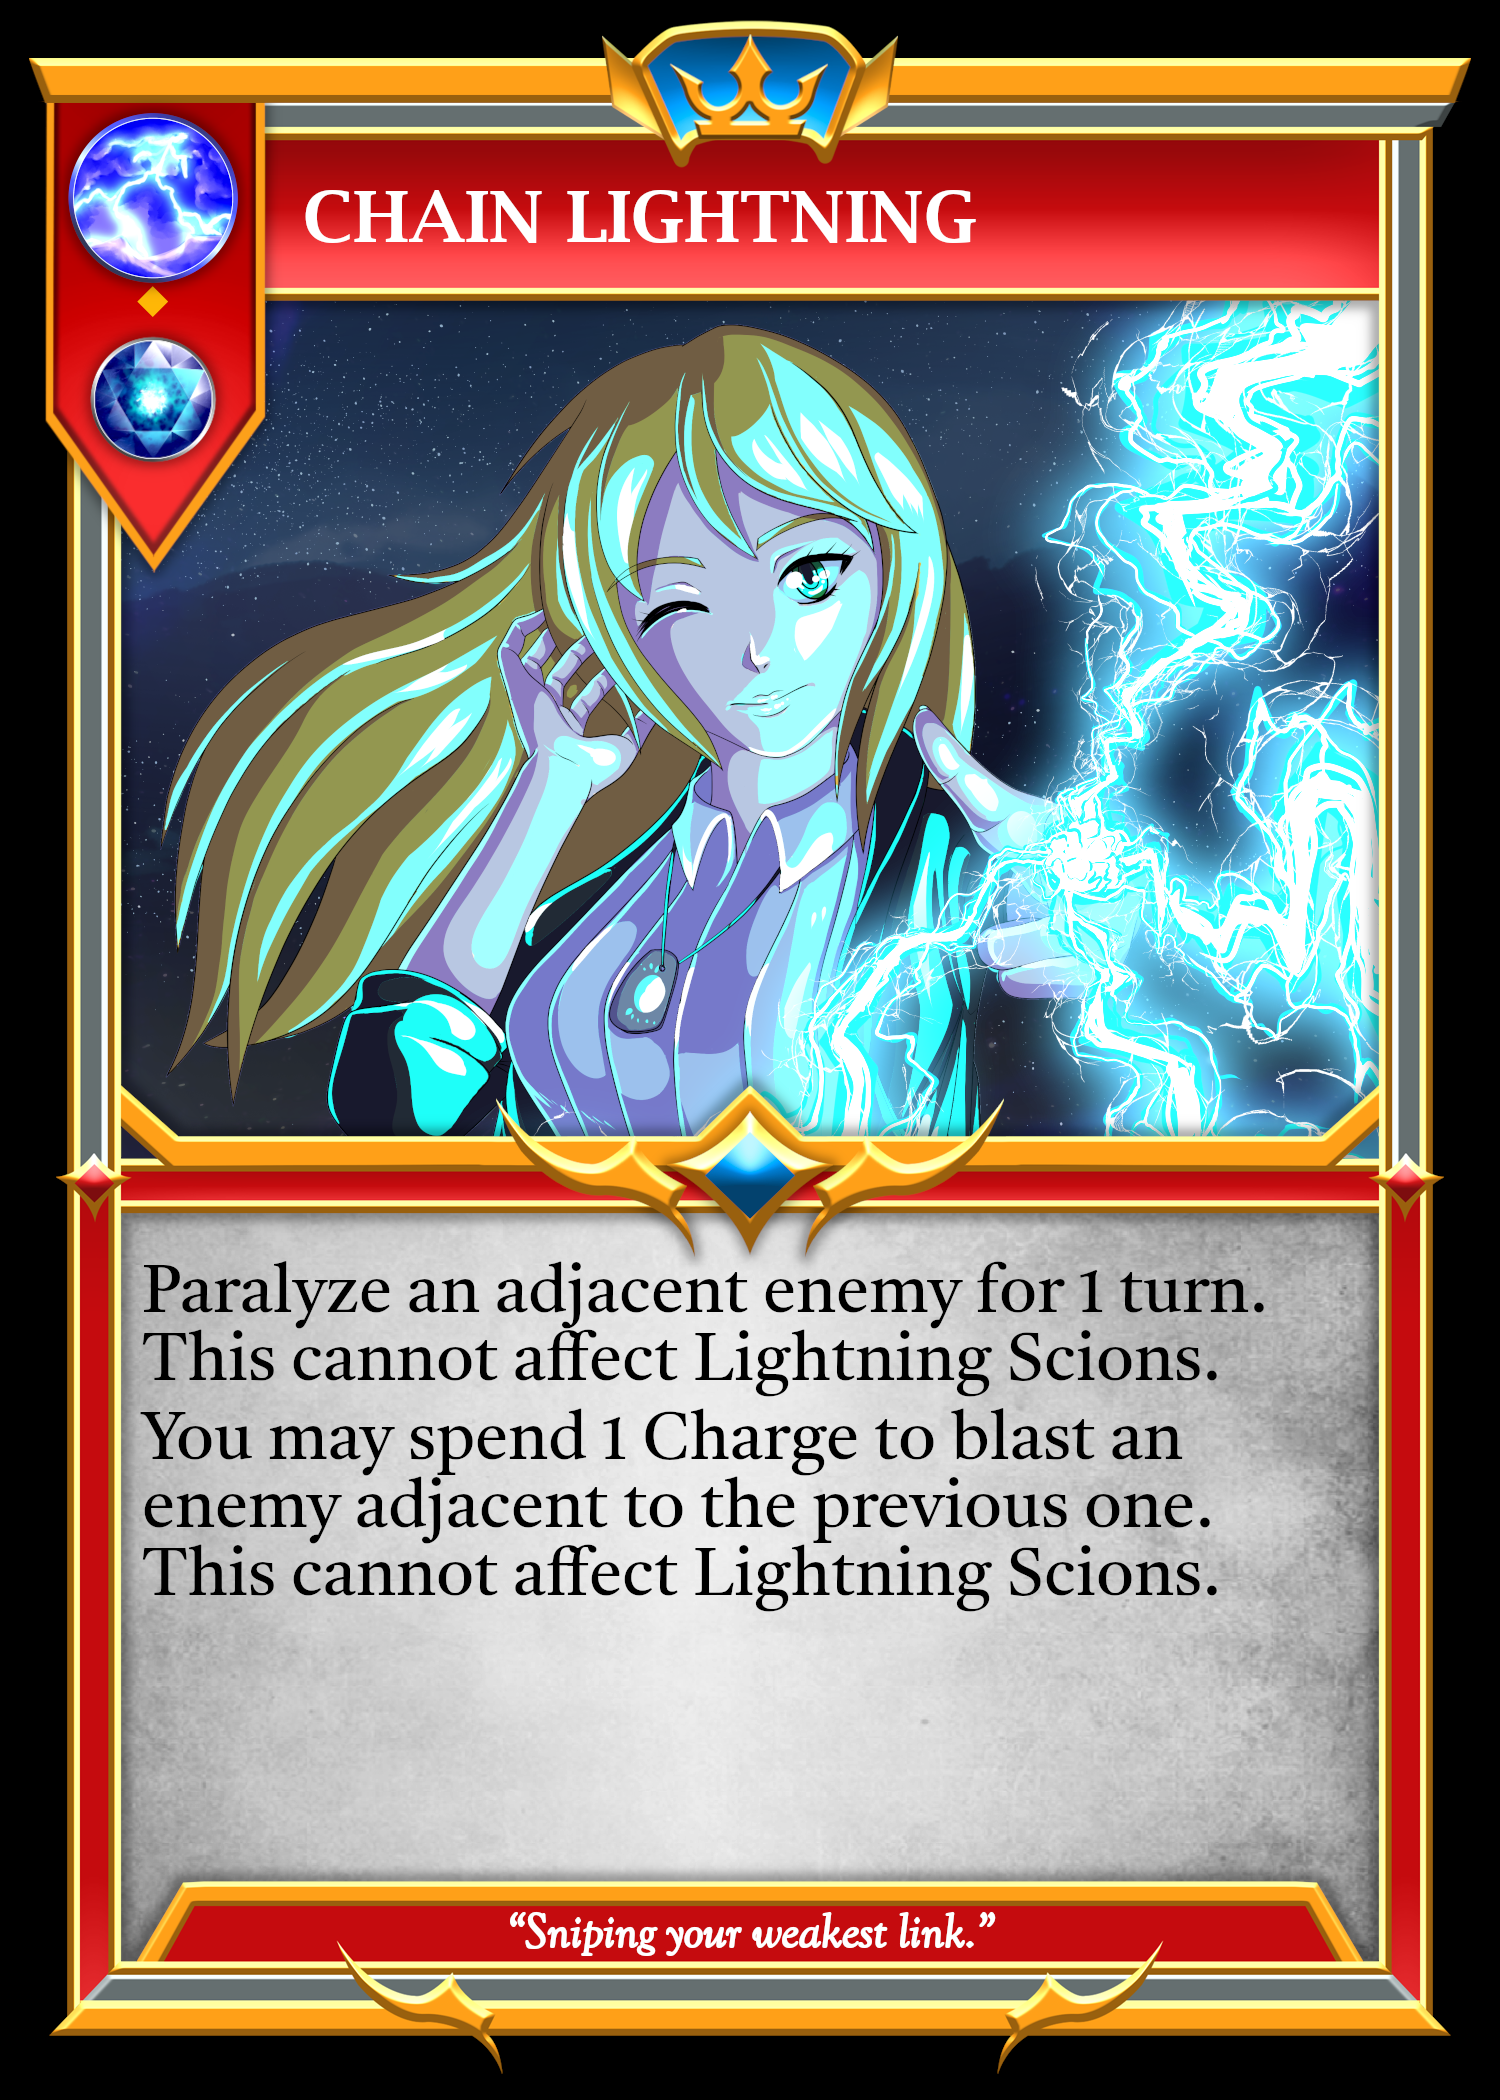 CHAIN LIGHTNING
Paralyze an adjacent enemy for 1 turn.
This cannot affect Lightning Scions.
You may spend 1 Charge to blast an
enemy adjacent to the previous one.
This cannot affect Lightning Scions.
“Sniping your weakest link.”